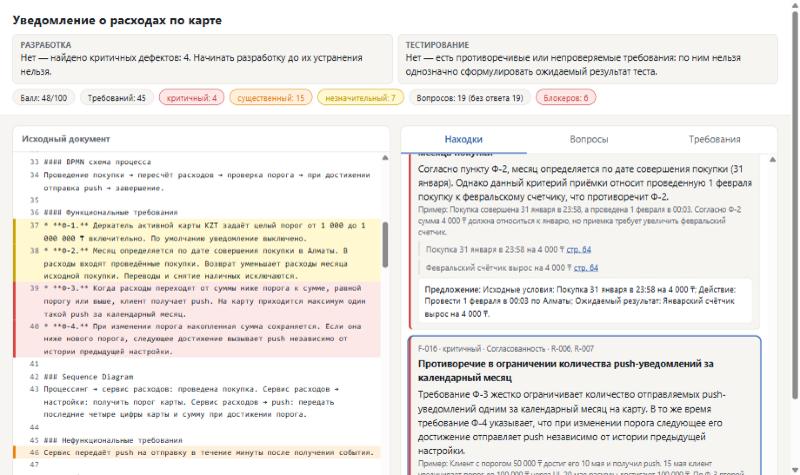 Уведомление о расходах по карте
РАЗРАБОТКА
Нет — найдено критичных дефектов: 4. Начинать разработку до их устранения
нельзя.
ТЕСТИРОВАНИЕ
Нет — есть противоречивые или непроверяемые требования: по ним нельзя
однозначно сформулировать ожидаемый результат теста.
Балл: 48/100
Требований: 45
критичный: 4
существенный: 15
незначительный: 7
Вопросов: 19 (без ответа 19)
Блокеров: 6
Исходный документ
33 #### BPMN схема процесса
34 Проведение покупки → пересчёт расходов → проверка порога → при достижении
отправка push → завершение.
35
36 #### Функциональные требования
37 * **Ф-1.** Держатель активной карты KZT задаёт целый порог от 1 000 до 1
000 000 ₸ включительно. По умолчанию уведомление выключено.
38 * **Ф-2.** Месяц определяется по дате совершения покупки в Алматы. В
расходы входят проведённые покупки. Возврат уменьшает расходы месяца
исходной покупки. Переводы и снятие наличных исключаются.
39 * **Ф-3.** Когда расходы переходят от суммы ниже порога к сумме, равной
порогу или выше, клиент получает push. На карту приходится максимум один
такой push за календарный месяц.
40 * **Ф-4.** При изменении порога накопленная сумма сохраняется. Если она
ниже нового порога, следующее достижение вызывает push независимо от
истории предыдущей настройки.
41
42 ### Sequence Diagram
43 Процессинг → сервис расходов: проведена покупка. Сервис расходов →
настройки: получить порог карты. Сервис расходов → push: передать
последние четыре цифры карты и сумму при достижении порога.
44
45 ### Нефункциональные требования
46 Сервис передаёт push на отправку в течение минуты после получения события.
47
Находки
Вопросы
Требования
месяца покупки
Согласно пункту Ф-2, месяц определяется по дате совершения покупки (31
января). Однако данный критерий приёмки относит проведенную 1 февраля
покупку к февральскому счетчику, что противоречит Ф-2.
Пример: Покупка совершена 31 января в 23:58, а проведена 1 февраля в 00:03. Согласно Ф-2
сумма 4 000 ₸ должна относиться к январю, но приемка требует увеличить февральский
счетчик.
Покупка 31 января в 23:58 на 4 000 ₸ стр. 64
Февральский счётчик вырос на 4 000 ₸ стр. 64
Предложение: Исходные условия: Покупка 31 января в 23:58 на 4 000 ₸; Действие:
Провести 1 февраля в 00:03 по Алматы; Ожидаемый результат: Январский счётчик
вырос на 4 000 ₸.
F-016 · критичный · Согласованность · R-006, R-007
Противоречие в ограничении количества push-уведомлений за
календарный месяц
Требование Ф-3 жестко ограничивает количество отправляемых push-
уведомлений одним за календарный месяц на карту. В то же время
требование Ф-4 указывает, что при изменении порога следующее его
достижение отправляет push независимо от истории предыдущей
настройки.
Пример: Клиент с порогом 50 000 ₸ достиг его 10 мая и получил push. 15 мая клиент